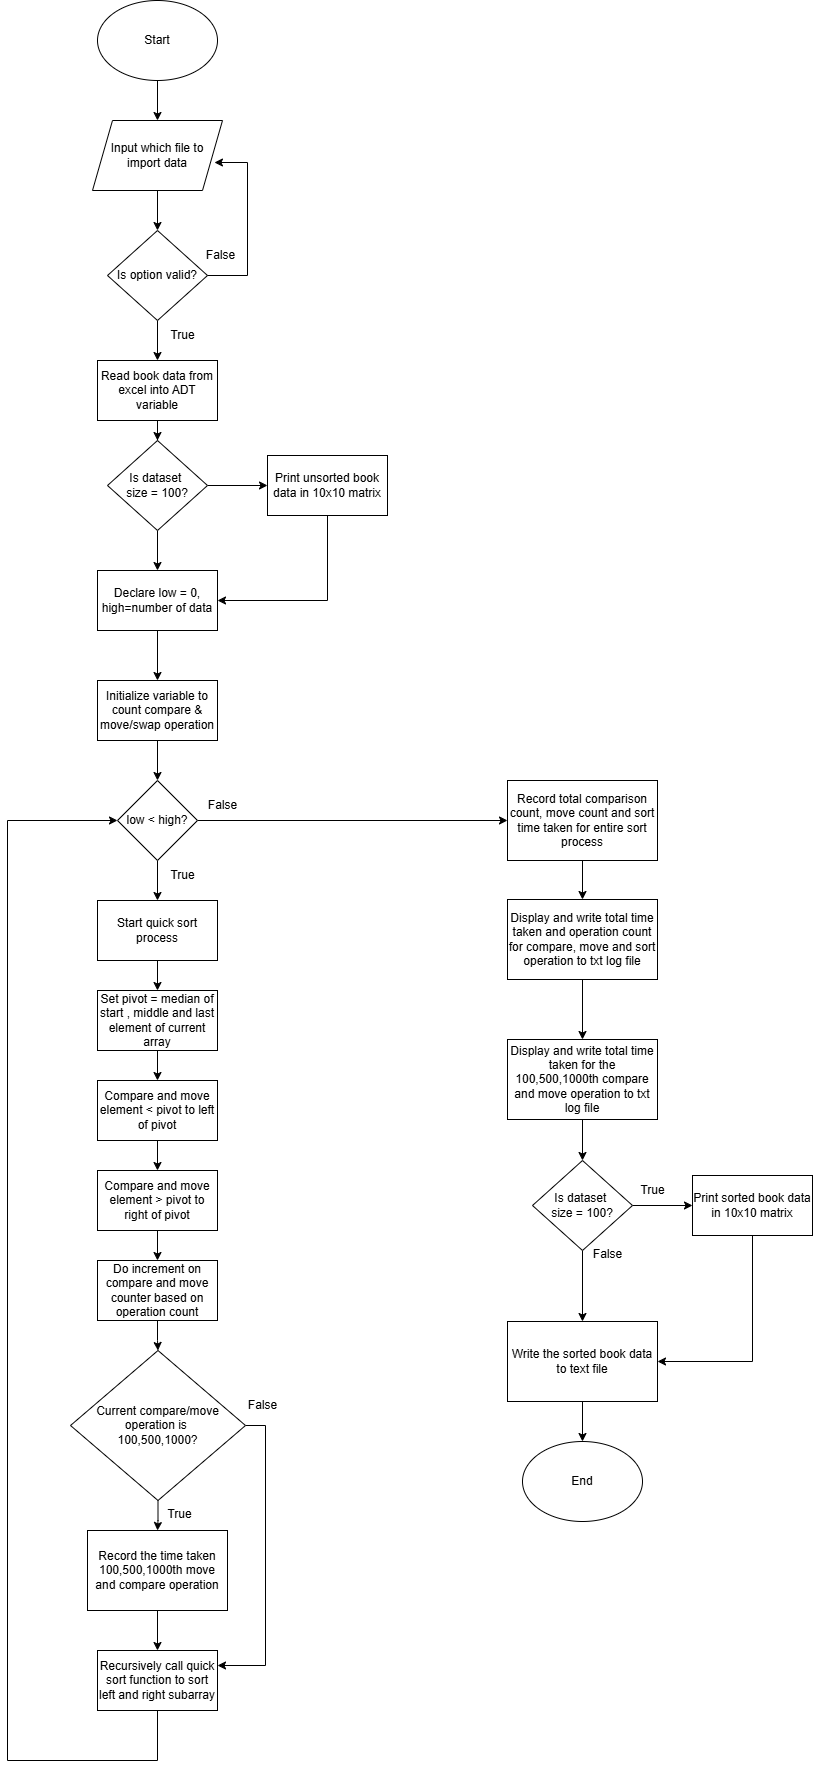 Start
Input which file to
import data
False
Is option valid?
True
Read book data from
excel into ADT
variable
Is dataset
size = 100?
Print unsorted book
data in 10x10 matrix
Declare low = 0,
high=number of data
Initialize variable to
count compare &
move/swap operation
low < high?
False
True
Start quick sort
process
Set pivot = median of
start , middle and last
element of current
array
Compare and move
element < pivot to left
of pivot
Compare and move
element > pivot to
right of pivot
Do increment on
compare and move
counter based on
operation count
Current compare/move
operation is
100,500,1000?
False
True
Record the time taken
100,500,1000th move
and compare operation
Recursively call quick
sort function to sort
left and right subarray
Record total comparison
count, move count and sort
time taken for entire sort
process
Display and write total time
taken and operation count
for compare, move and sort
operation to txt log file
Display and write total time
taken for the
100,500,1000th compare
and move operation to txt
log file
Is dataset
size = 100?
True
Print sorted book data
in 10x10 matrix
False
Write the sorted book data
to text file
End